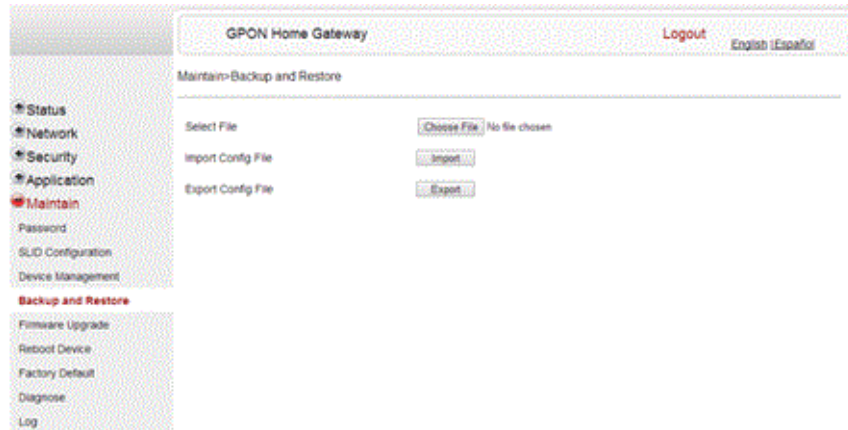 GPON Home Gateway
Logout
English | Español
Maintain>Backup and Restore
Status
Network
Security
Application
Maintain
Password
SLID Configuration
Device Management
Backup and Restore
Firmware Upgrade
Reboot Device
Factory Default
Diagnose
Log
Select File Choose File No file chosen
Import Config File Import
Export Config File Export